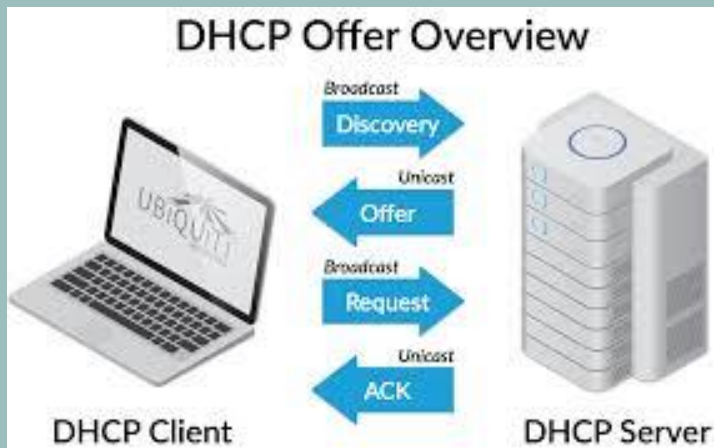 DHCP Offer Overview
Broadcast
Discovery
Unicast
Offer
Broadcast
Request
Unicast
ACK
UBIQUITI
DHCP Client
DHCP Server